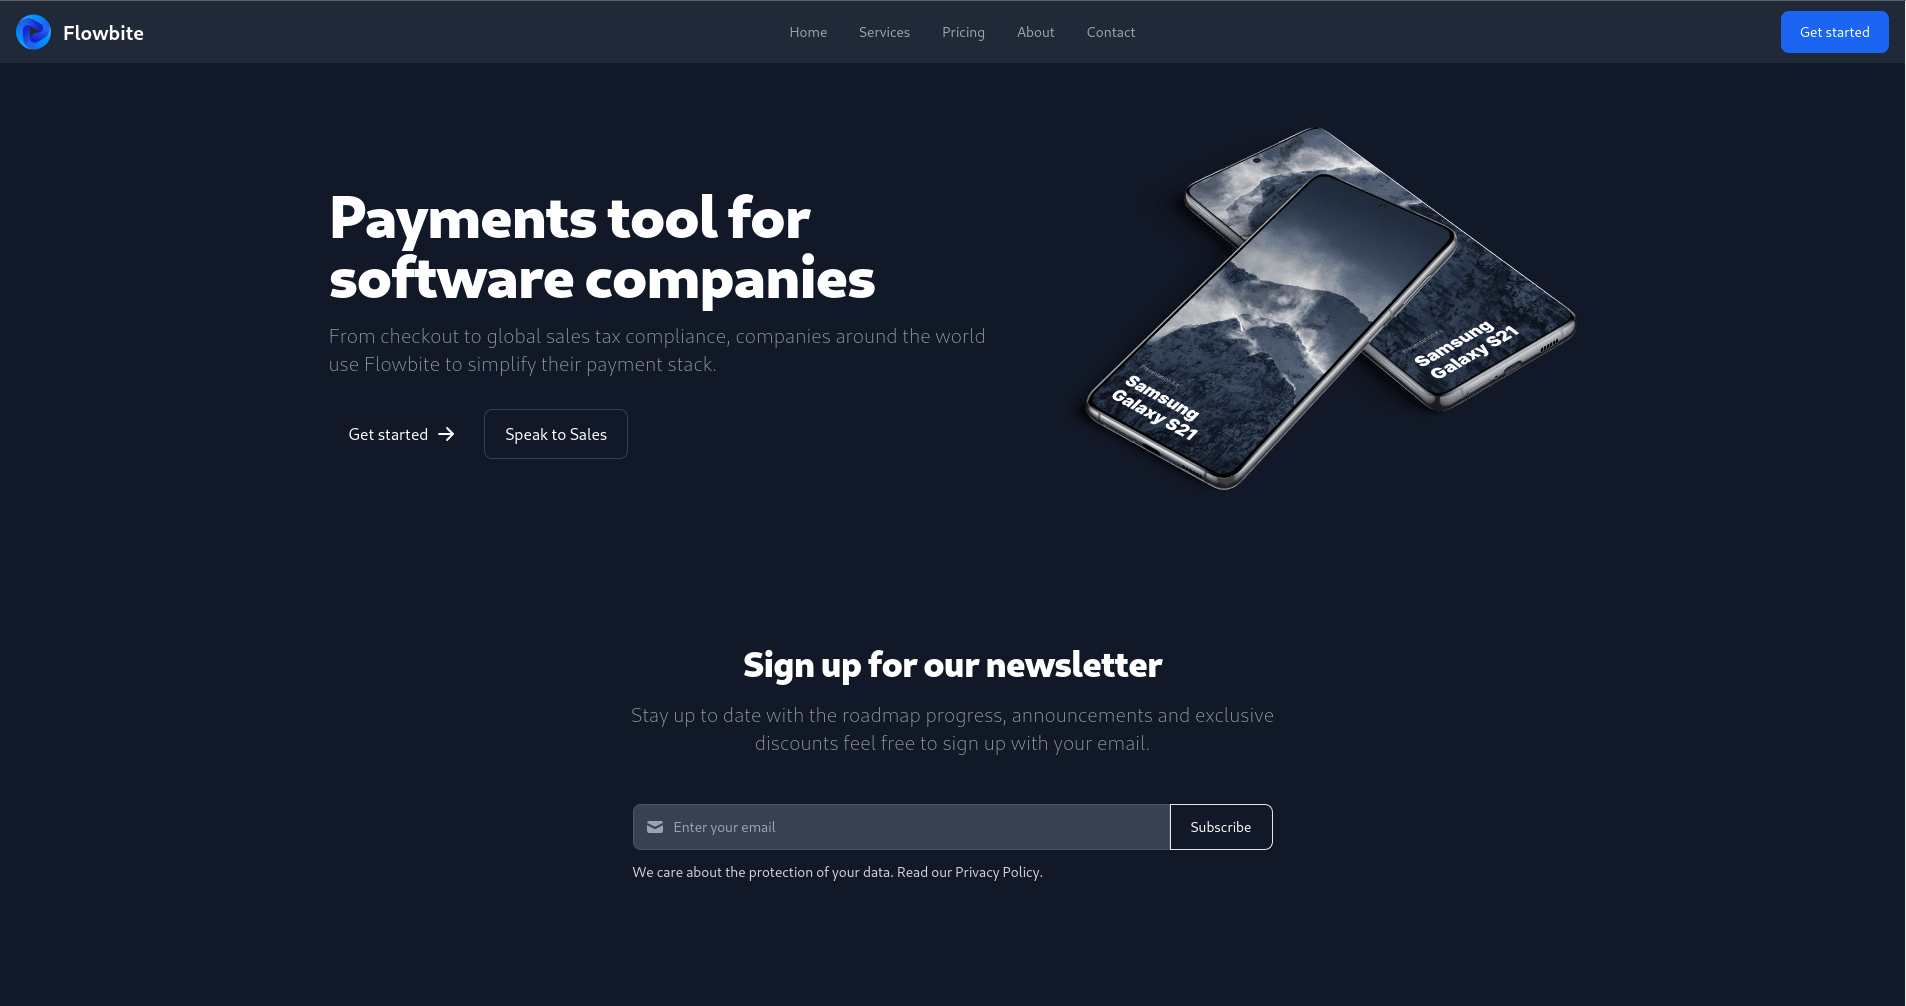 Flowbite
Home
Services
Pricing
About
Contact
Get started
Payments tool for
software companies
From checkout to global sales tax compliance, companies around the world
use Flowbite to simplify their payment stack.
Get started
Speak to Sales
Presentation Kit
Samsung
Galaxy S21
Presentation Kit
Samsung
Galaxy S21
Sign up for our newsletter
Stay up to date with the roadmap progress, announcements and exclusive
discounts feel free to sign up with your email.
Enter your email
Subscribe
We care about the protection of your data. Read our Privacy Policy.